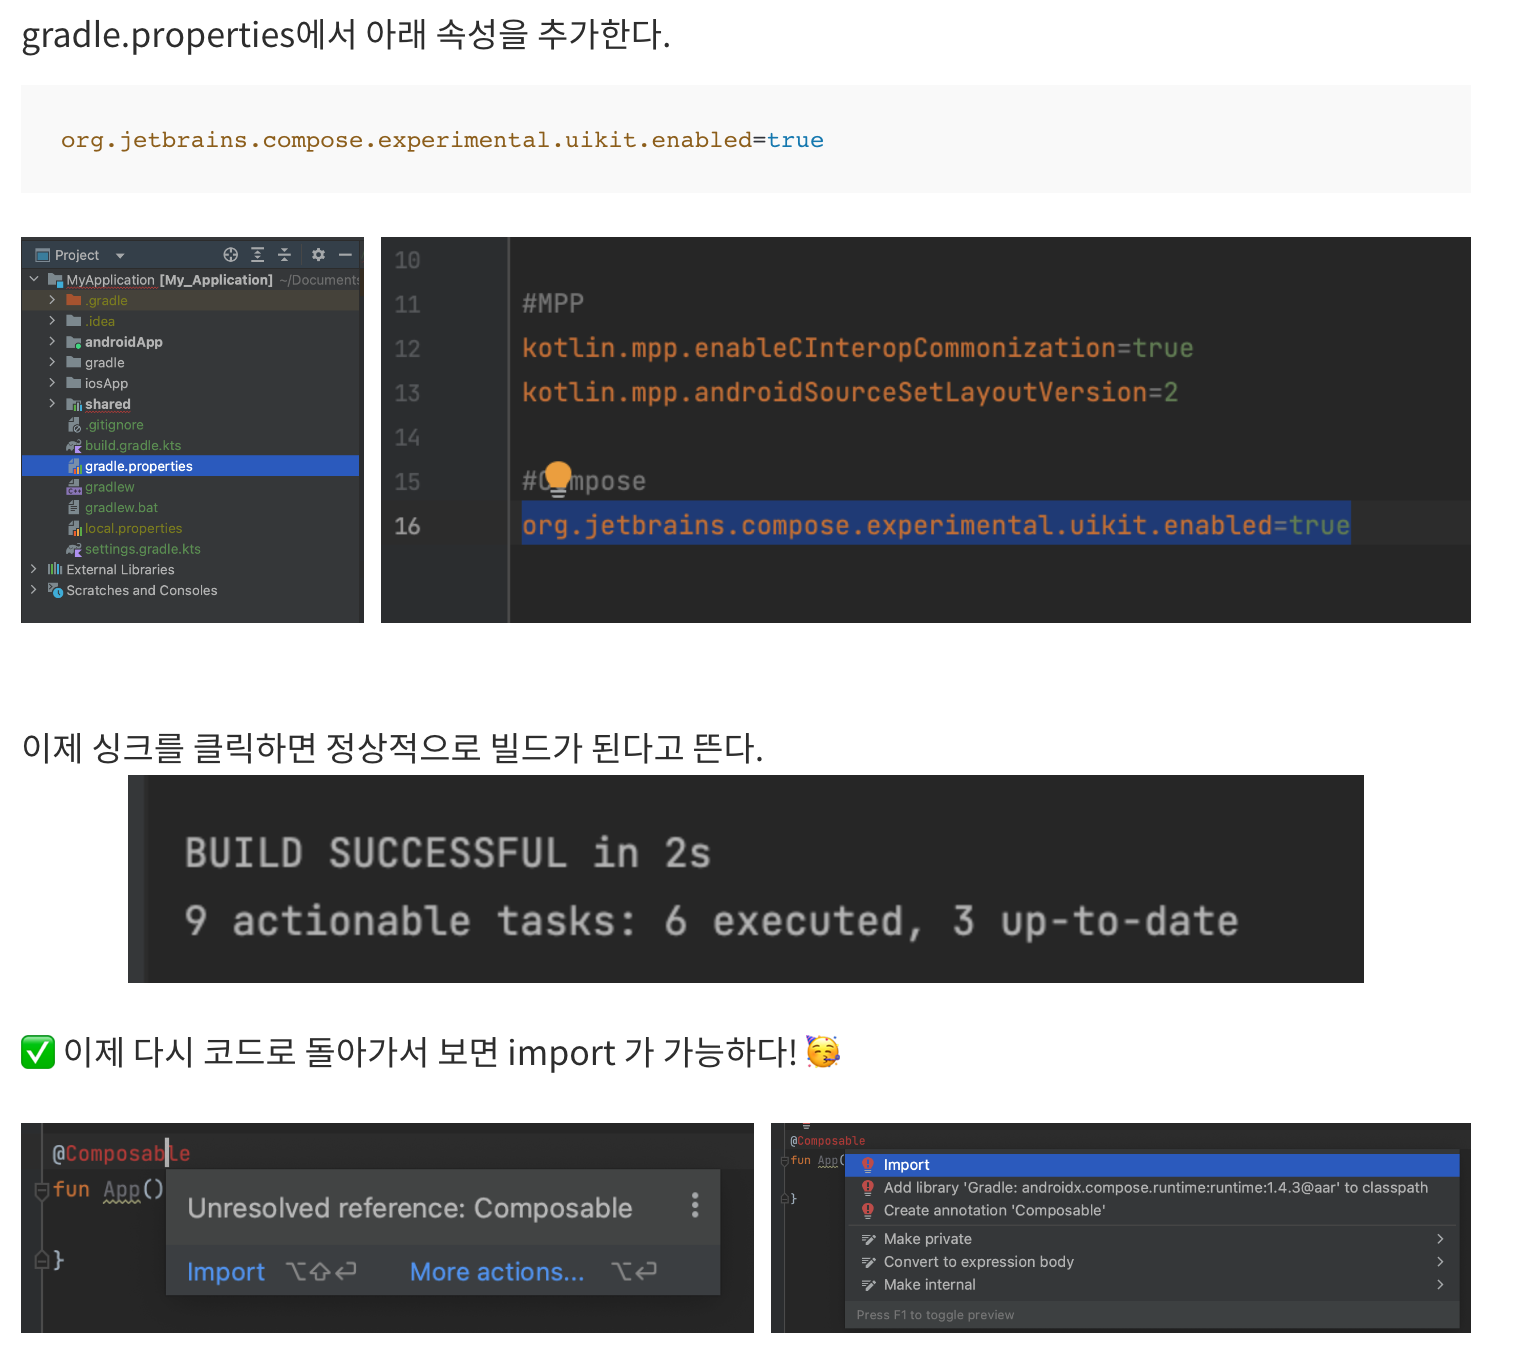 gradle.properties에서 아래 속성을 추가한다.
org.jetbrains.compose.experimental.uikit.enabled=true
Project
MyApplication [My_Application] ~/Documents
.gradle
.idea
androidApp
gradle
iosApp
shared
.gitignore
build.gradle.kts
gradle.properties
gradlew
gradlew.bat
local.properties
settings.gradle.kts
External Libraries
Scratches and Consoles
10
11 #MPP
12 kotlin.mpp.enableCInteropCommonization=true
13 kotlin.mpp.androidSourceSetLayoutVersion=2
14
15 #Compose
16 org.jetbrains.compose.experimental.uikit.enabled=true
이제 싱크를 클릭하면 정상적으로 빌드가 된다고 뜬다.
BUILD SUCCESSFUL in 2s
9 actionable tasks: 6 executed, 3 up-to-date
✅ 이제 다시 코드로 돌아가서 보면 import 가 가능하다! 🥳
@Composable
fun App()
}
Unresolved reference: Composable
Import ⌥⇧↩ More actions... ⌥↩
@Composable
fun App(
}
Import
Add library 'Gradle: androidx.compose.runtime:runtime:1.4.3@aar' to classpath
Create annotation 'Composable'
Make private
Convert to expression body
Make internal
Press F1 to toggle preview